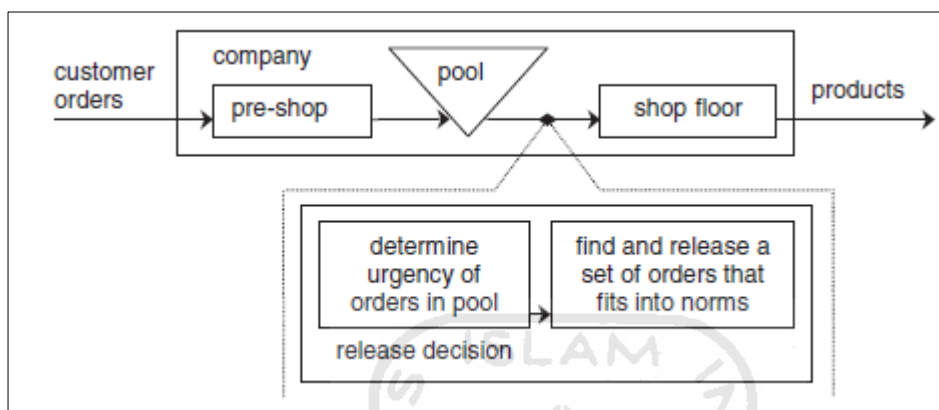 company
customer
orders
pool
pre-shop
shop floor
products
determine
urgency of
orders in pool
find and release a
set of orders that
fits into norms
release decision
ISLAM